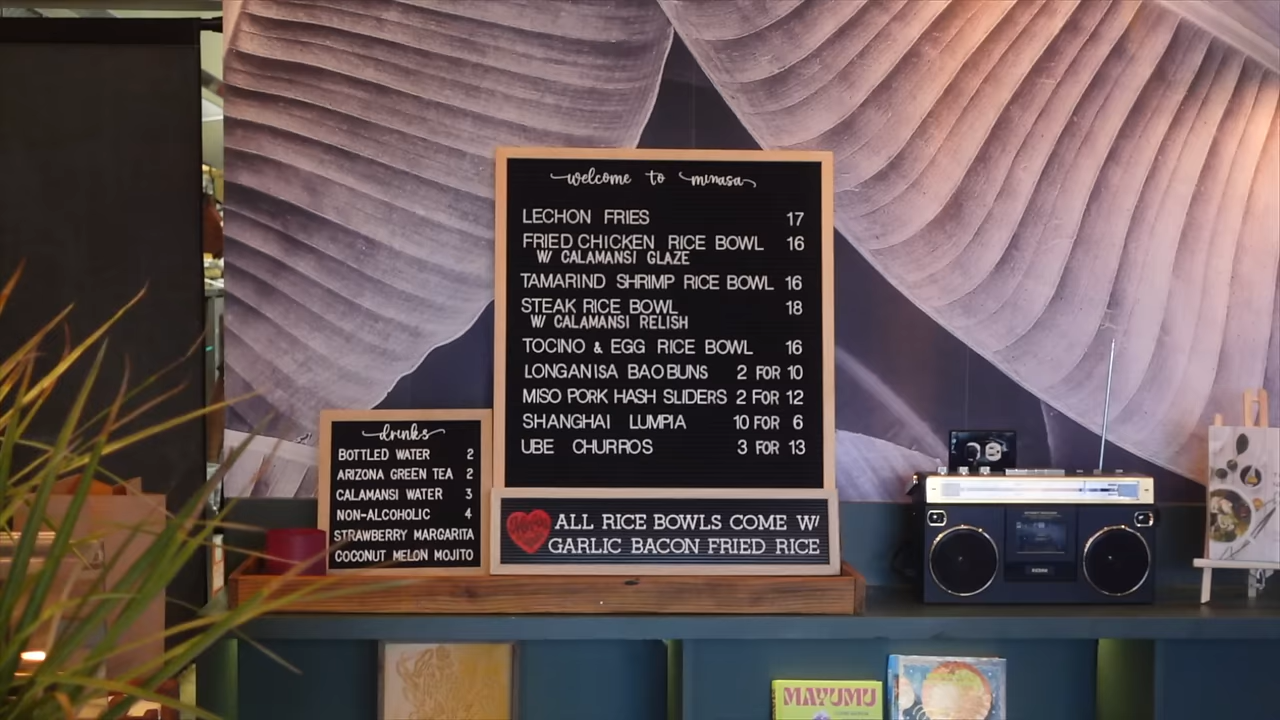 welcome to minasa
LECHON FRIES 17
FRIED CHICKEN RICE BOWL 16
W/ CALAMANSI GLAZE
TAMARIND SHRIMP RICE BOWL 16
STEAK RICE BOWL 18
W/ CALAMANSI RELISH
TOCINO & EGG RICE BOWL 16
LONGANISA BAO BUNS 2 FOR 10
MISO PORK HASH SLIDERS 2 FOR 12
SHANGHAI LUMPIA 10 FOR 6
UBE CHURROS 3 FOR 13
ALL RICE BOWLS COME W/
GARLIC BACON FRIED RICE
drinks
BOTTLED WATER 2
ARIZONA GREEN TEA 2
CALAMANSI WATER 3
NON-ALCOHOLIC 4
STRAWBERRY MARGARITA
COCONUT MELON MOJITO
MAYUMU